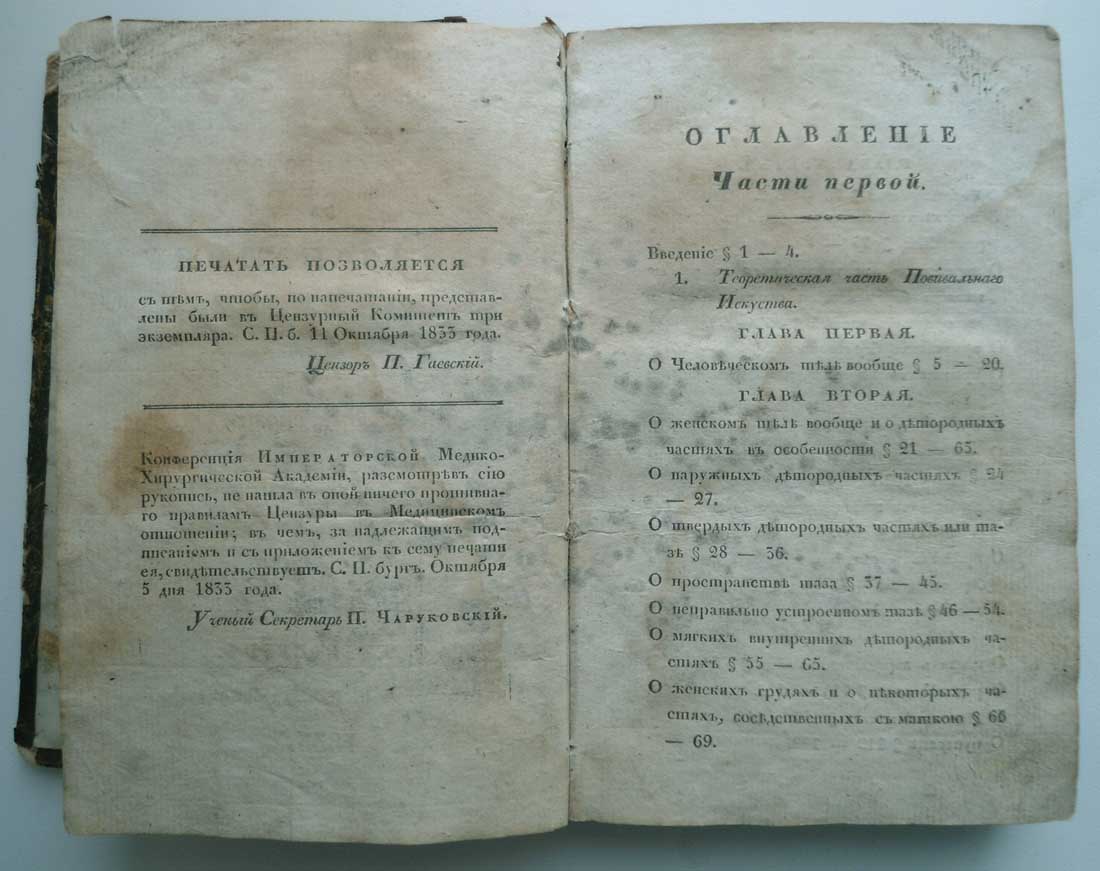 ПЕЧАТАТЬ ПОЗВОЛЯЕТСЯ
съ тѣмъ, чтобы, по напечатаніи, представ-
лены были въ Цензурный Комитетъ три
экземпляра. С. П. б. 11 Октября 1833 года.
Цензоръ П. Гаевскій.
Конференція ИМПЕРАТОРСКОЙ Медико-
Хирургической Академіи, разсмотрѣвъ сію
рукопись, не нашла въ оной ничего противна-
го правиламъ Цензуры въ Медицинскомъ
отношеніи; въ чемъ, за надлежащимъ под-
писаніемъ и съ приложеніемъ къ сему печати
ея, свидѣтельствуетъ. С. П. бургъ. Октября
5 дня 1833 года.
Ученый Секретарь П. ЧАРУКОВСКІЙ.
ОГЛАВЛЕНІЕ
Части первой.
Введеніе § 1 — 4.
1. Теоретическая часть Повивальнаго
Искуства.
ГЛАВА ПЕРВАЯ.
О Человѣческомъ тѣлѣ вообще § 5 — 20.
ГЛАВА ВТОРАЯ.
О женскомъ тѣлѣ вообще и о дѣтородныхъ
частяхъ въ особенности § 21 — 63.
О наружныхъ дѣтородныхъ частяхъ § 24
— 27.
О твердыхъ дѣтородныхъ частяхъ или та-
зѣ § 28 — 36.
О пространствѣ таза § 37 — 45.
О неправильно устроенномъ тазѣ § 46 — 54.
О мягкихъ внутреннихъ дѣтородныхъ ча-
стяхъ § 55 — 65.
О женскихъ грудяхъ и о нѣкоторыхъ ча-
стяхъ, сосѣдственныхъ съ маткою § 66
— 69.